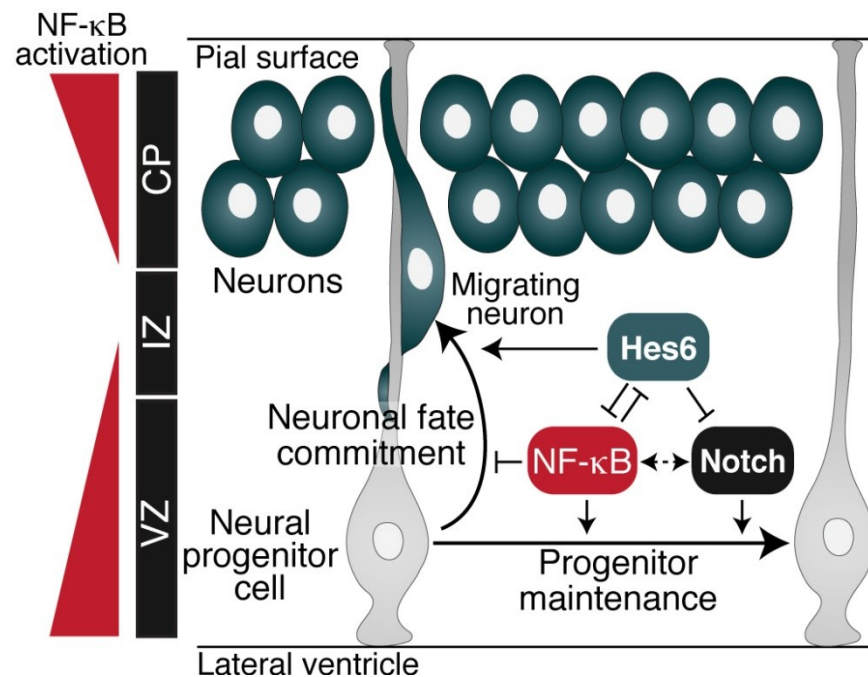 NF-κB
activation
Pial surface
CP
IZ
VZ
Neurons
Migrating
neuron
Hes6
Neuronal fate
commitment
NF-κB
Notch
Neural
progenitor
cell
Progenitor
maintenance
Lateral ventricle